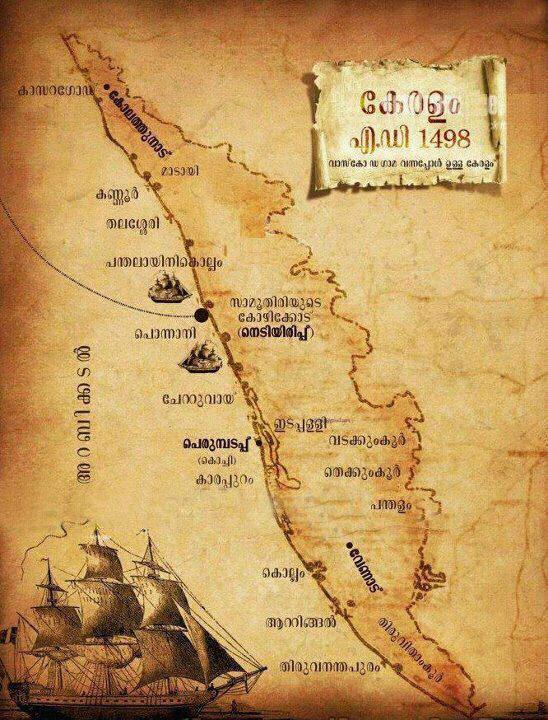 കേരളം
എ.ഡി 1498
വാസ്കോ ഡ ഗാമ വന്നപ്പോൾ ഉള്ള കേരളം
കാസറഗോഡ
കോലത്തുനാട്
മാടായി
കണ്ണൂർ
തലശ്ശേരി
പന്തലായിനികൊല്ലം
സാമൂതിരിയുടെ
കോഴിക്കോട്
(നെടിയിരിപ്പ്)
പൊന്നാനി
അറബിക്കടൽ
ചേറ്റുവായ്
ഇടപ്പള്ളി
പെരുമ്പടപ്പ്
(കൊച്ചി)
കാരപ്പുറം
വടക്കുംകൂർ
തെക്കുംകൂർ
പന്തളം
വേണാട്
കൊല്ലം
ആറ്റിങ്ങൽ
തിരുവിതാംകൂർ
തിരുവനന്തപുരം